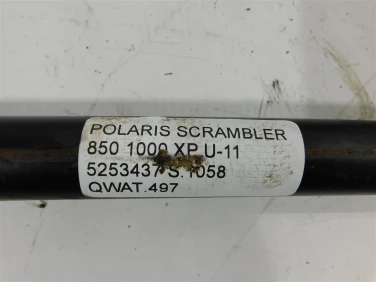 POLARIS SCRAMBLER
850 1000 XP U-11
5253437 S.1058
QWAT.497